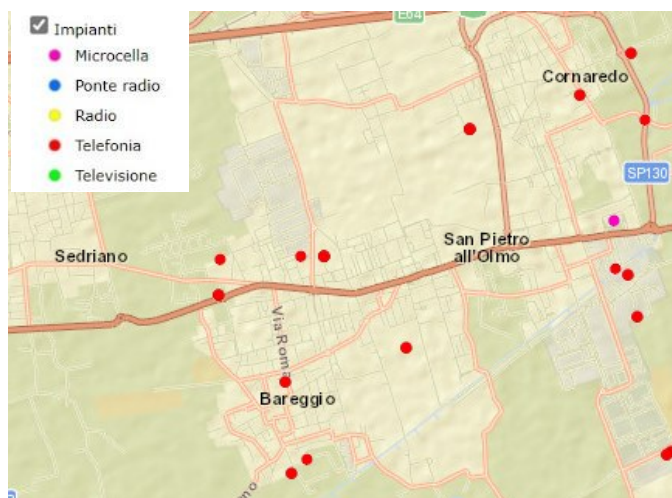 Impianti
Microcella
Ponte radio
Radio
Telefonia
Televisione
E64
Cornaredo
SP130
San Pietro
all'Olmo
Sedriano
Via Roma
Bareggio